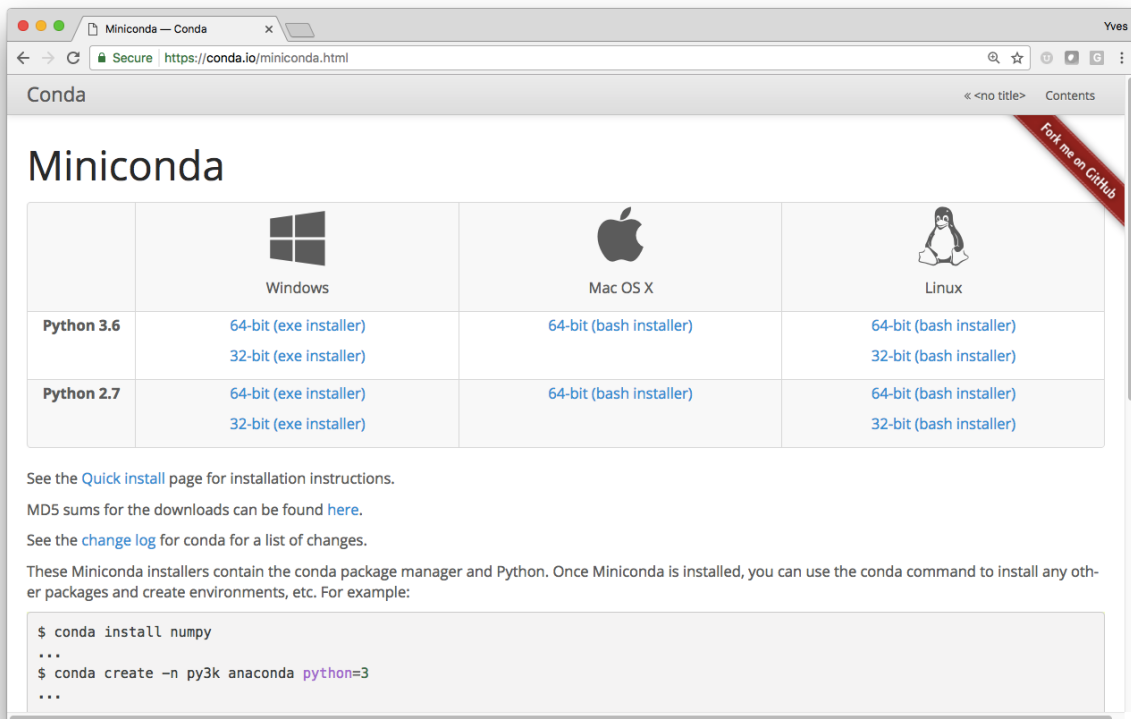 Miniconda — Conda
Yves
Secure https://conda.io/miniconda.html
Conda
« <no title> Contents
Fork me on GitHub
Miniconda
Windows Mac OS X Linux
Python 3.6 64-bit (exe installer) 64-bit (bash installer) 64-bit (bash installer)
32-bit (exe installer) 32-bit (bash installer)
Python 2.7 64-bit (exe installer) 64-bit (bash installer) 64-bit (bash installer)
32-bit (exe installer) 32-bit (bash installer)
See the Quick install page for installation instructions.
MD5 sums for the downloads can be found here.
See the change log for conda for a list of changes.
These Miniconda installers contain the conda package manager and Python. Once Miniconda is installed, you can use the conda command to install any oth-
er packages and create environments, etc. For example:
$ conda install numpy
...
$ conda create -n py3k anaconda python=3
...